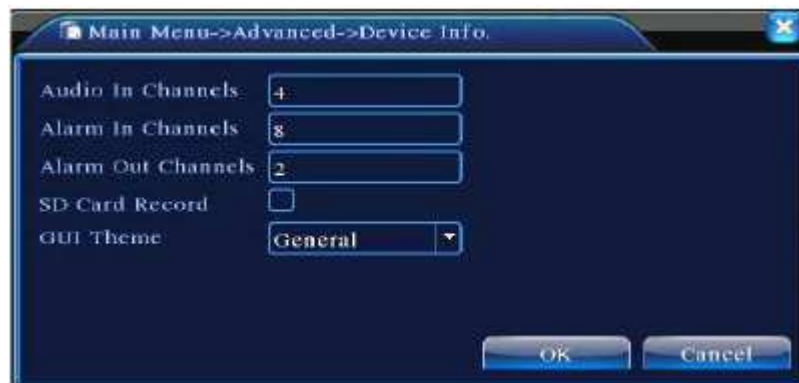 Main Menu->Advanced->Device Info.
Audio In Channels 4
Alarm In Channels 8
Alarm Out Channels 2
SD Card Record
GUI Theme General
OK Cancel